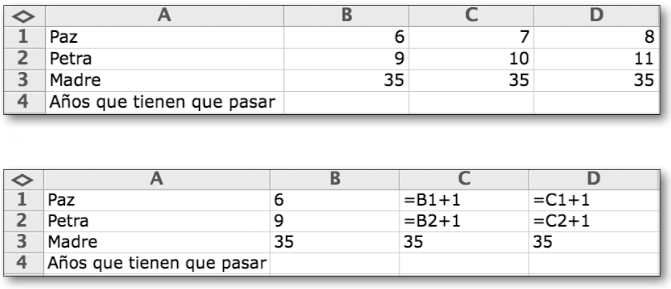 A B C D
1 Paz 6 7 8
2 Petra 9 10 11
3 Madre 35 35 35
4 Años que tienen que pasar
A B C D
1 Paz 6 =B1+1 =C1+1
2 Petra 9 =B2+1 =C2+1
3 Madre 35 35 35
4 Años que tienen que pasar